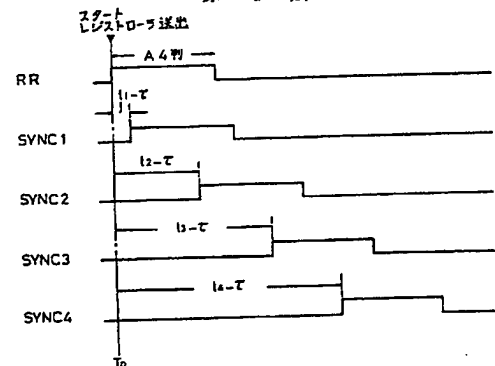 スタート
レジストローラ送出
A4判
RR
t1-τ
SYNC1
t2-τ
SYNC2
t3-τ
SYNC3
t4-τ
SYNC4